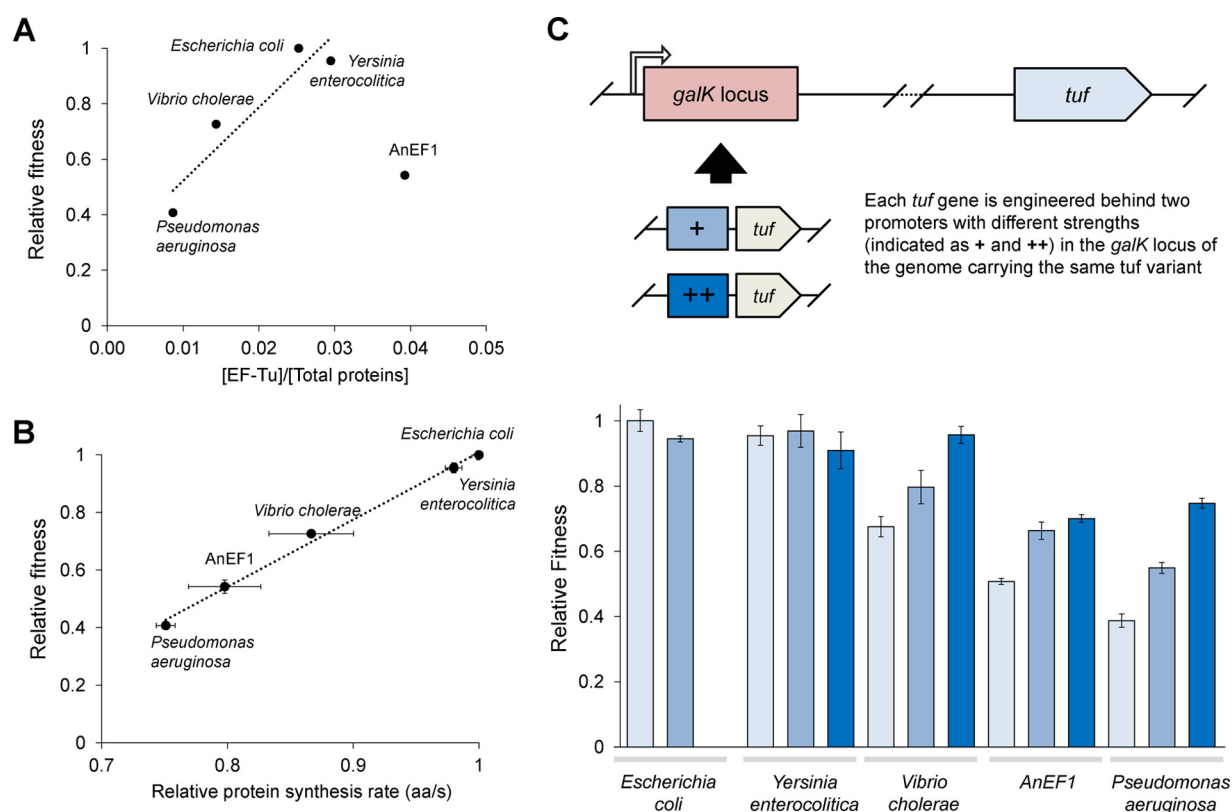 A
Relative fitness
1
0.8
0.6
0.4
0.2
0
0.00
0.01
0.02
0.03
0.04
0.05
[EF-Tu]/[Total proteins]
Escherichia coli
Yersinia
enterocolitica
Vibrio cholerae
AnEF1
Pseudomonas
aeruginosa
B
Relative fitness
1
0.8
0.6
0.4
0.2
0
0.7
0.8
0.9
1
Relative protein synthesis rate (aa/s)
Escherichia coli
Yersinia
enterocolitica
Vibrio cholerae
AnEF1
Pseudomonas
aeruginosa
C
galK locus
tuf
+
tuf
++
tuf
Each tuf gene is engineered behind two
promoters with different strengths
(indicated as + and ++) in the galK locus of
the genome carrying the same tuf variant
Relative Fitness
1
0.8
0.6
0.4
0.2
0
Escherichia
coli
Yersinia
enterocolitica
Vibrio
cholerae
AnEF1
Pseudomonas
aeruginosa